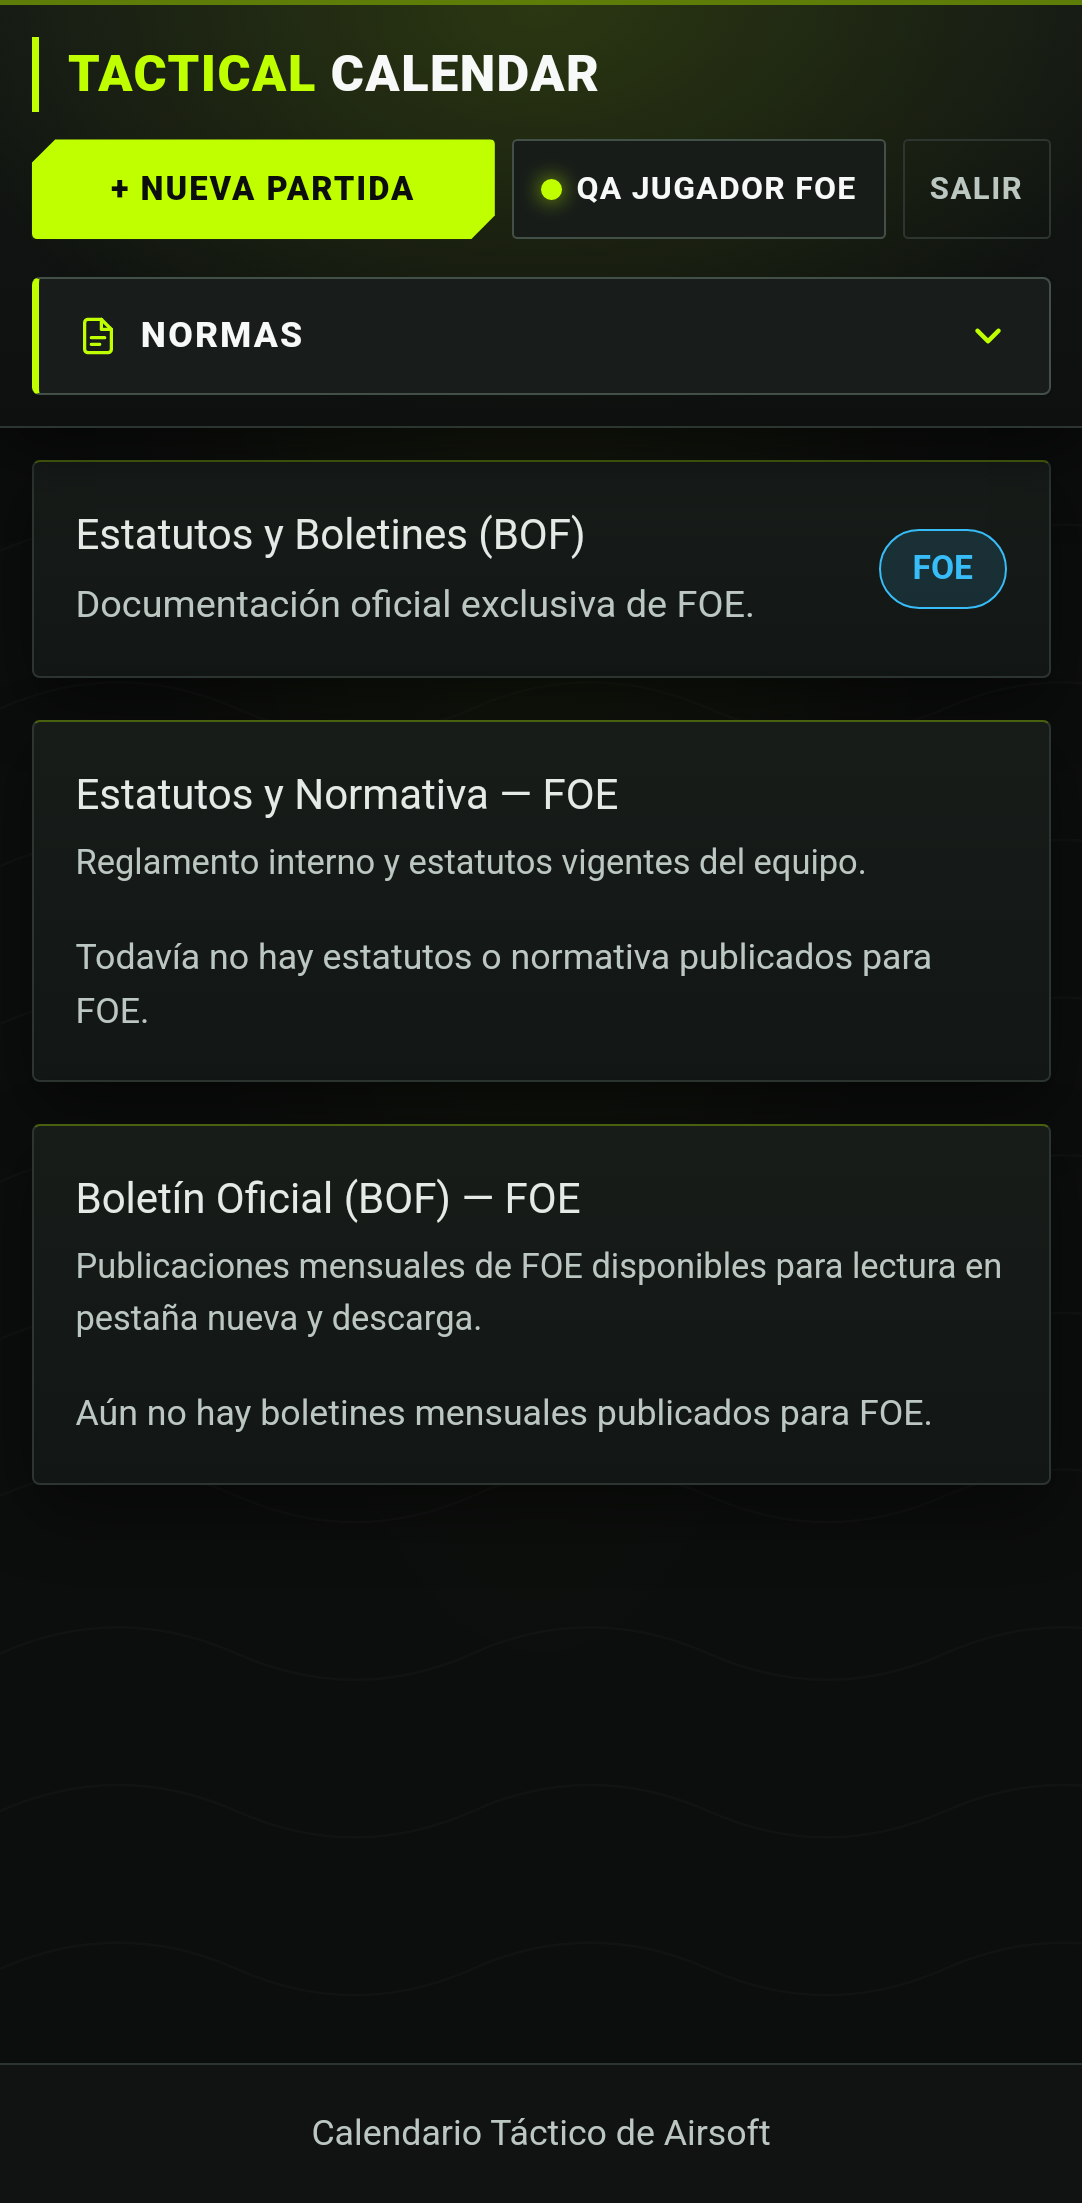 TACTICAL CALENDAR
+ NUEVA PARTIDA
QA JUGADOR FOE
SALIR
NORMAS
Estatutos y Boletines (BOF)
Documentación oficial exclusiva de FOE.
FOE
Estatutos y Normativa — FOE
Reglamento interno y estatutos vigentes del equipo.
Todavía no hay estatutos o normativa publicados para
FOE.
Boletín Oficial (BOF) — FOE
Publicaciones mensuales de FOE disponibles para lectura en
pestaña nueva y descarga.
Aún no hay boletines mensuales publicados para FOE.
Calendario Táctico de Airsoft